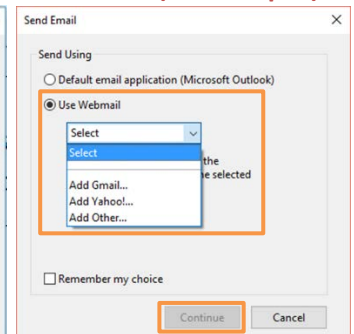 Send Email
Send Using
Default email application (Microsoft Outlook)
Use Webmail
Select
Select
the
selected
Add Gmail...
Add Yahoo!...
Add Other...
Remember my choice
Continue
Cancel